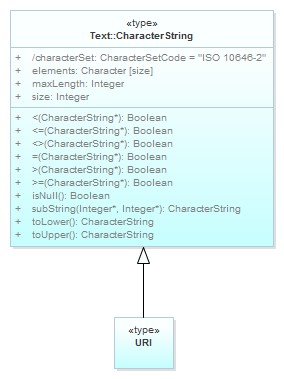 «type»
Text::CharacterString
+ /characterSet: CharacterSetCode = "ISO 10646-2"
+ elements: Character [size]
+ maxLength: Integer
+ size: Integer
+ <(CharacterString*): Boolean
+ <=(CharacterString*): Boolean
+ <>(CharacterString*): Boolean
+ =(CharacterString*): Boolean
+ >(CharacterString*): Boolean
+ >=(CharacterString*): Boolean
+ isNull(): Boolean
+ subString(Integer*, Integer*): CharacterString
+ toLower(): CharacterString
+ toUpper(): CharacterString
«type»
URI